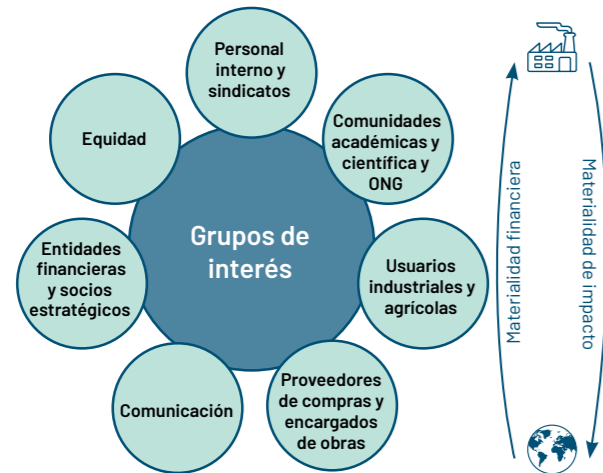 Personal
interno y
sindicatos
Comunidades
académicas y
científica y
ONG
Usuarios
industriales y
agrícolas
Proveedores
de compras y
encargados
de obras
Comunicación
Entidades
financieras
y socios
estratégicos
Equidad
Grupos de
interés
Materialidad financiera
Materialidad de impacto